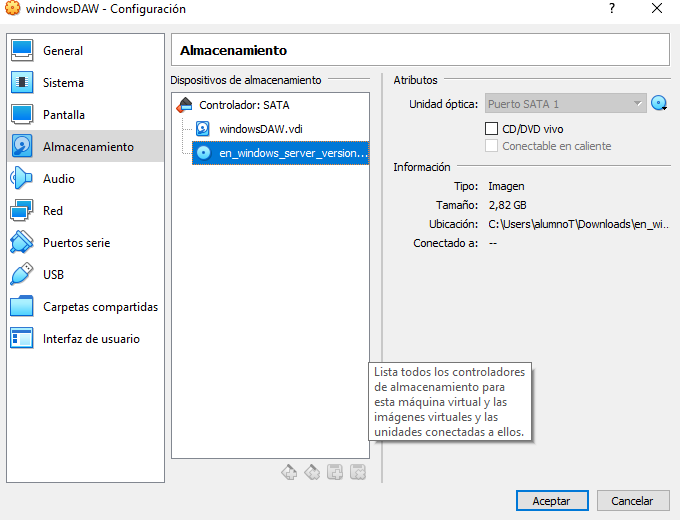 windowsDAW - Configuración
?
General
Sistema
Pantalla
Almacenamiento
Audio
Red
Puertos serie
USB
Carpetas compartidas
Interfaz de usuario
Almacenamiento
Dispositivos de almacenamiento
Controlador: SATA
windowsDAW.vdi
en_windows_server_version...
Atributos
Unidad óptica: Puerto SATA 1
CD/DVD vivo
Conectable en caliente
Información
Tipo: Imagen
Tamaño: 2,82 GB
Ubicación: C:\Users\alumnoT\Downloads\en_wi...
Conectado a: --
Lista todos los controladores
de almacenamiento para
esta máquina virtual y las
imágenes virtuales y las
unidades conectadas a ellos.
Aceptar
Cancelar